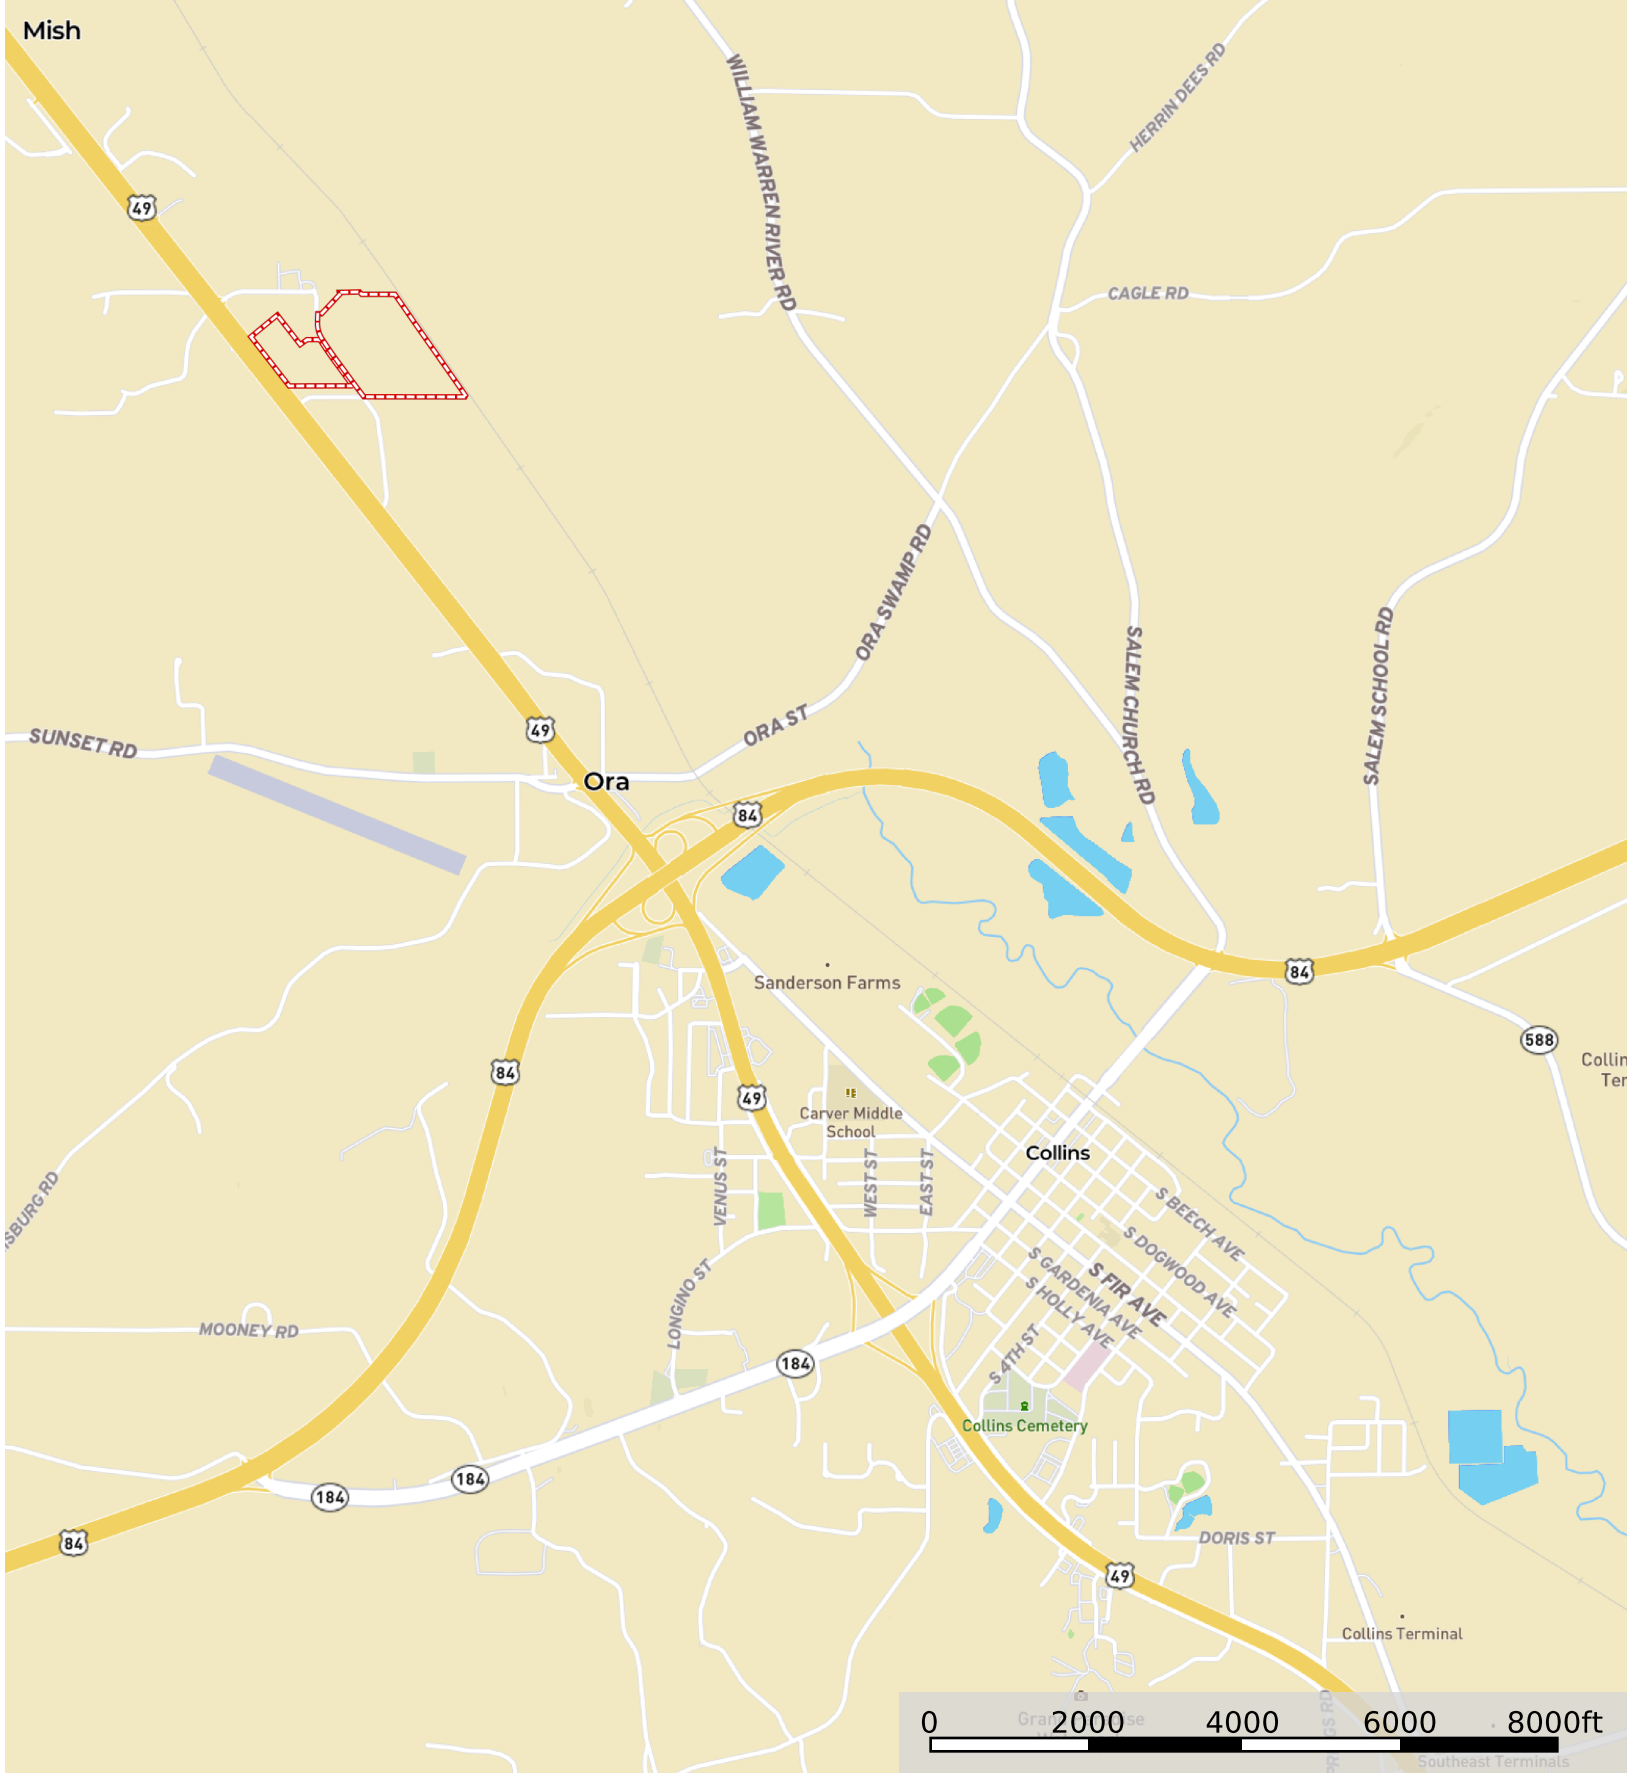 Mish
WILLIAM WARREN RIVER RD
HERRIN DEES RD
49
CAGLE RD
ORA SWAMP RD
SALEM CHURCH RD
SALEM SCHOOL RD
49
ORA ST
SUNSET RD
Ora
84
84
Sanderson Farms
588
Collin
Ter
84
49
Carver Middle
School
Collins
VENUS ST
WEST ST
EAST ST
SBURG RD
S BEECH AVE
S DOGWOOD AVE
S FIR AVE
S GARDENIA AVE
S HOLLY AVE
LONGINO ST
MOONEY RD
S 4TH ST
184
Collins Cemetery
184
184
84
DORIS ST
49
Collins Terminal
0 2000 4000 6000 8000ft
Southeast Terminals